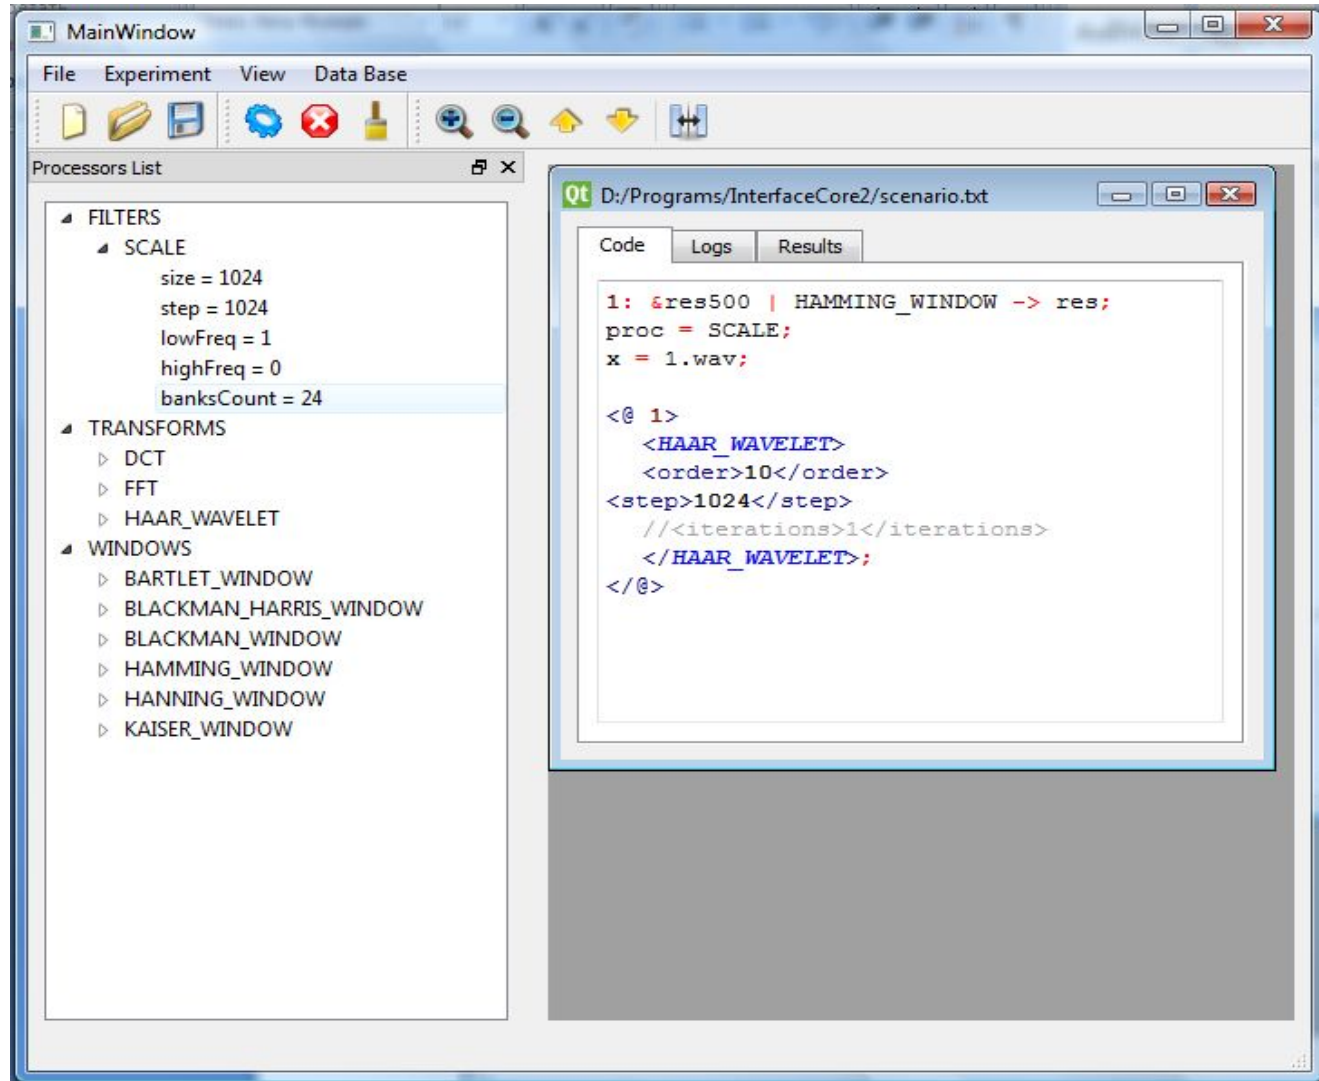 MainWindow
File Experiment View Data Base
Processors List
FILTERS
SCALE
size = 1024
step = 1024
lowFreq = 1
highFreq = 0
banksCount = 24
TRANSFORMS
DCT
FFT
HAAR_WAVELET
WINDOWS
BARTLET_WINDOW
BLACKMAN_HARRIS_WINDOW
BLACKMAN_WINDOW
HAMMING_WINDOW
HANNING_WINDOW
KAISER_WINDOW
Qt D:/Programs/InterfaceCore2/scenario.txt
Code Logs Results
1: &res500 | HAMMING_WINDOW -> res;
proc = SCALE;
x = 1.wav;
<@ 1>
<HAAR_WAVELET>
<order>10</order>
<step>1024</step>
//<iterations>1</iterations>
</HAAR_WAVELET>;
</@>